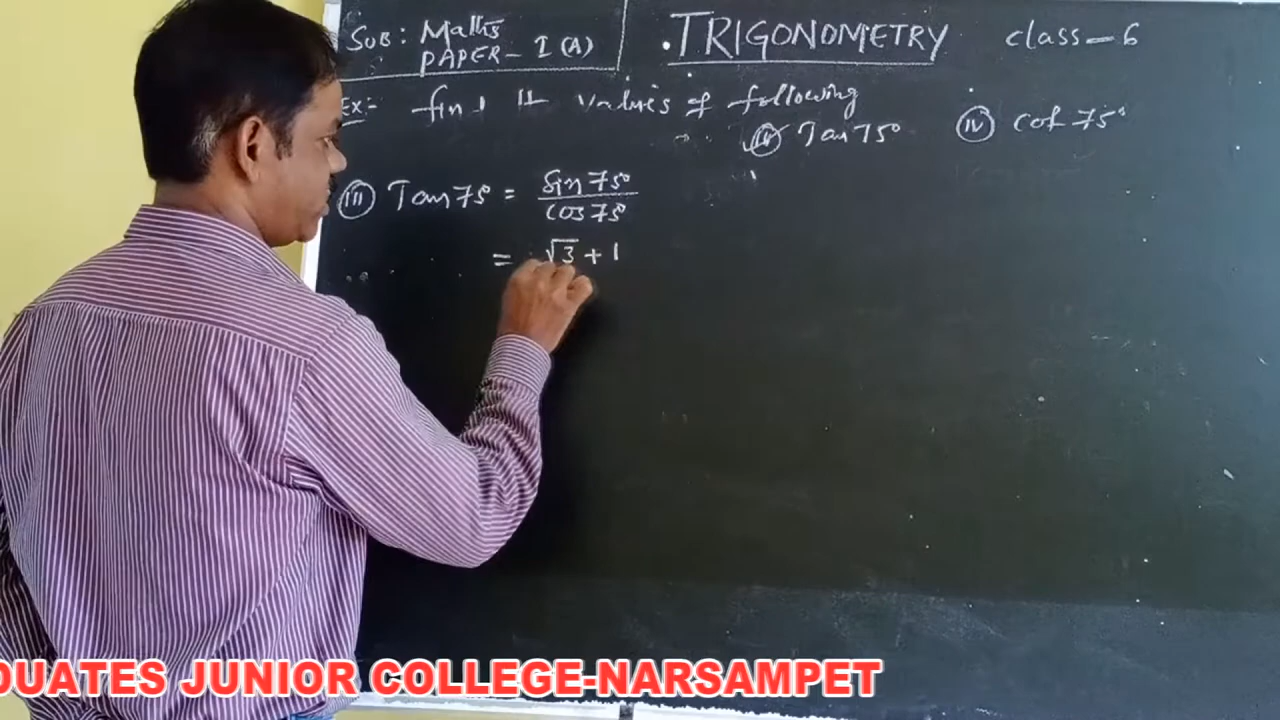 SUB: Maths
PAPER - I (A)
TRIGONOMETRY
class - 6
Ex:- find the values of following
(iii) Tan 75°
(iv) cot 75°
(iii) Tan 75° = Sin 75° / cos 75°
= √3 + 1
DUATES JUNIOR COLLEGE-NARSAMPET